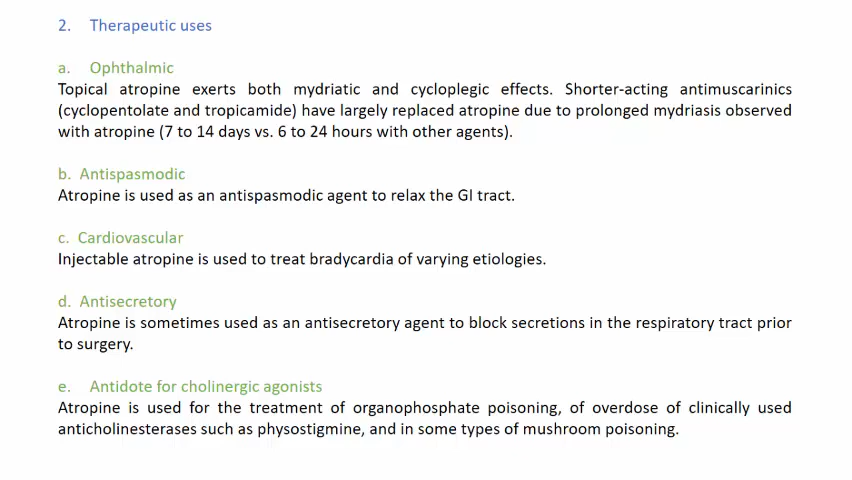 2. Therapeutic uses
a. Ophthalmic
Topical atropine exerts both mydriatic and cycloplegic effects. Shorter-acting antimuscarinics
(cyclopentolate and tropicamide) have largely replaced atropine due to prolonged mydriasis observed
with atropine (7 to 14 days vs. 6 to 24 hours with other agents).
b. Antispasmodic
Atropine is used as an antispasmodic agent to relax the GI tract.
c. Cardiovascular
Injectable atropine is used to treat bradycardia of varying etiologies.
d. Antisecretory
Atropine is sometimes used as an antisecretory agent to block secretions in the respiratory tract prior
to surgery.
e. Antidote for cholinergic agonists
Atropine is used for the treatment of organophosphate poisoning, of overdose of clinically used
anticholinesterases such as physostigmine, and in some types of mushroom poisoning.